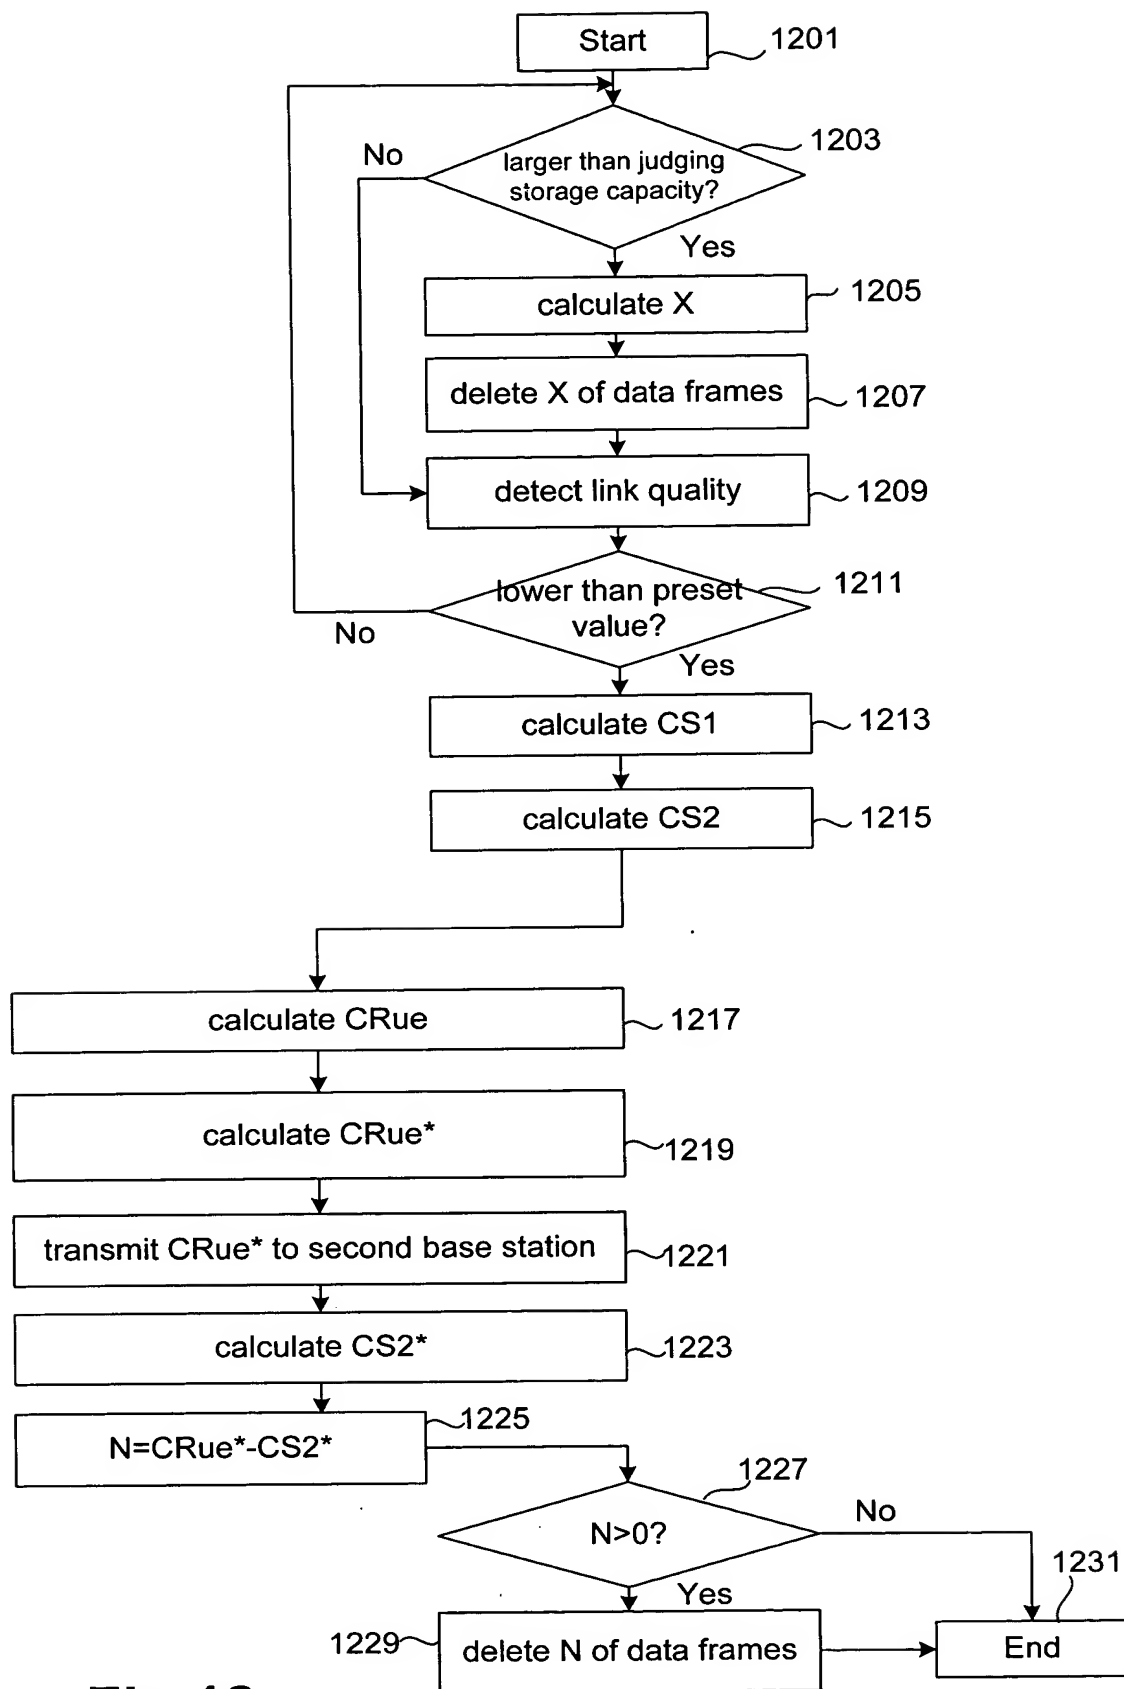 Start
1201
1203
No
larger than judging
storage capacity?
Yes
calculate X
1205
delete X of data frames
1207
detect link quality
1209
lower than preset
value?
1211
No
Yes
calculate CS1
1213
calculate CS2
1215
calculate CRue
1217
calculate CRue*
1219
transmit CRue* to second base station
1221
calculate CS2*
1223
N=CRue*-CS2*
1225
1227
N>0?
No
Yes
1231
1229
delete N of data frames
End